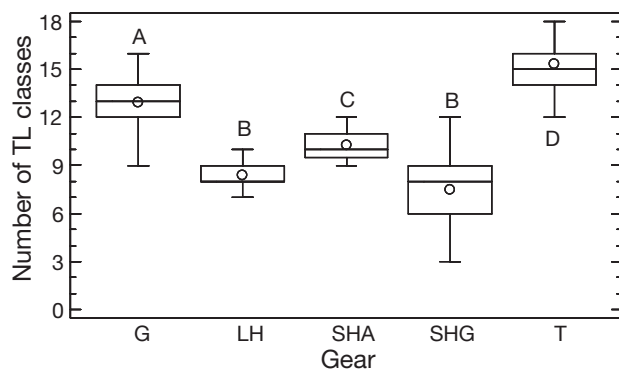 Number of TL classes
18
15
12
9
6
3
0
A
B
C
B
D
G LH SHA SHG T
Gear